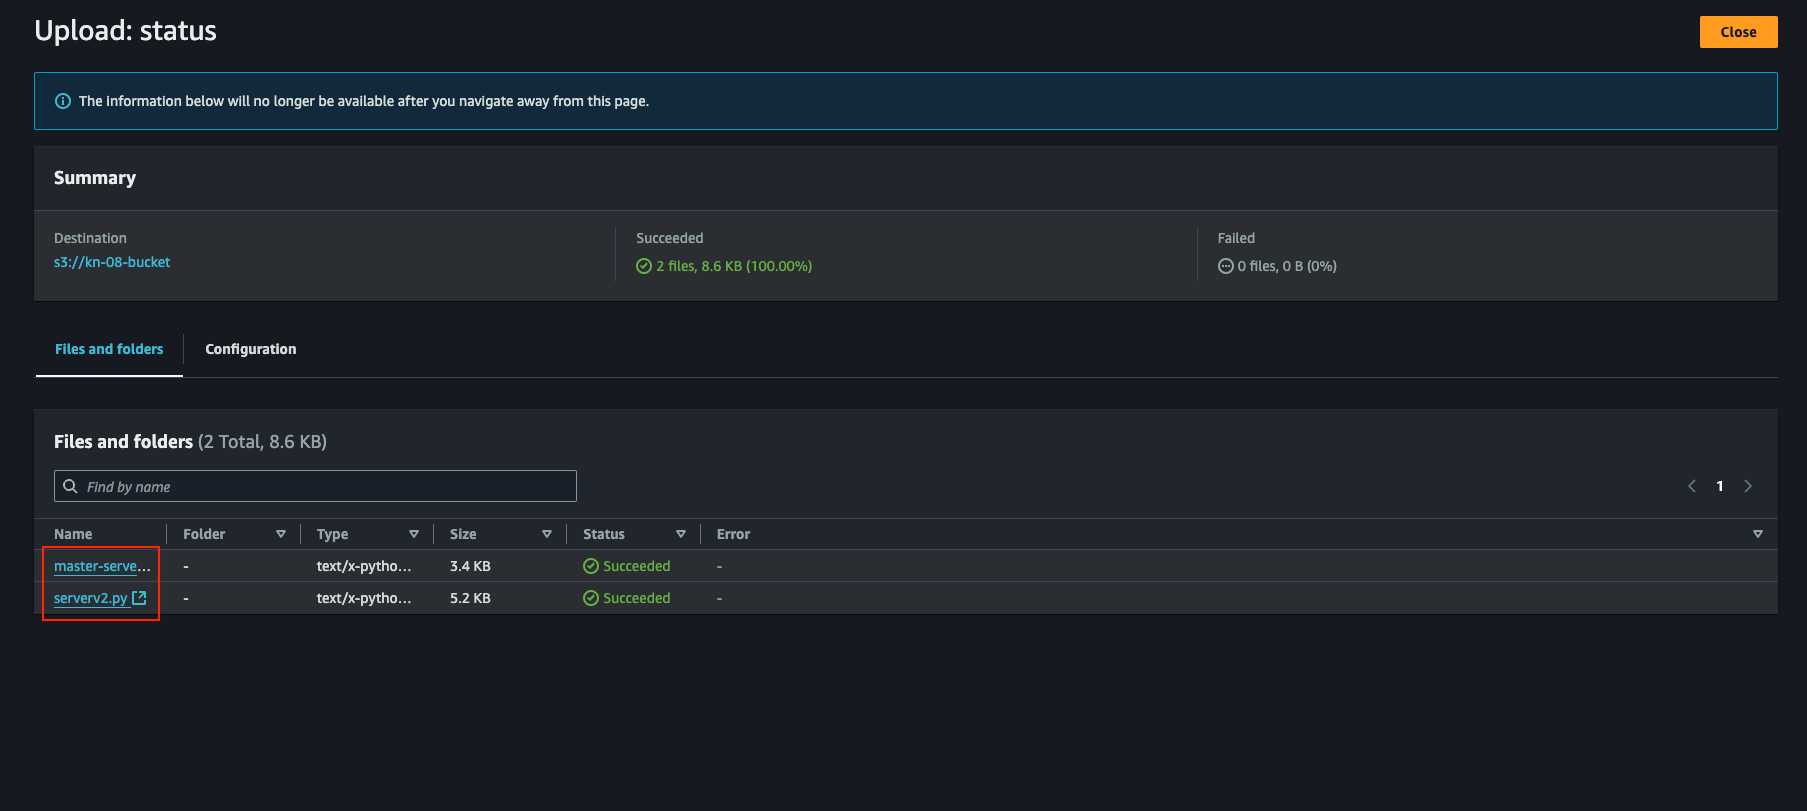 Upload: status
Close
The information below will no longer be available after you navigate away from this page.
Summary
Destination
s3://kn-08-bucket
Succeeded
2 files, 8.6 KB (100.00%)
Failed
0 files, 0 B (0%)
Files and folders
Configuration
Files and folders (2 Total, 8.6 KB)
Find by name
1
Name Folder Type Size Status Error
master-serve... - text/x-pytho... 3.4 KB Succeeded -
serverv2.py - text/x-pytho... 5.2 KB Succeeded -